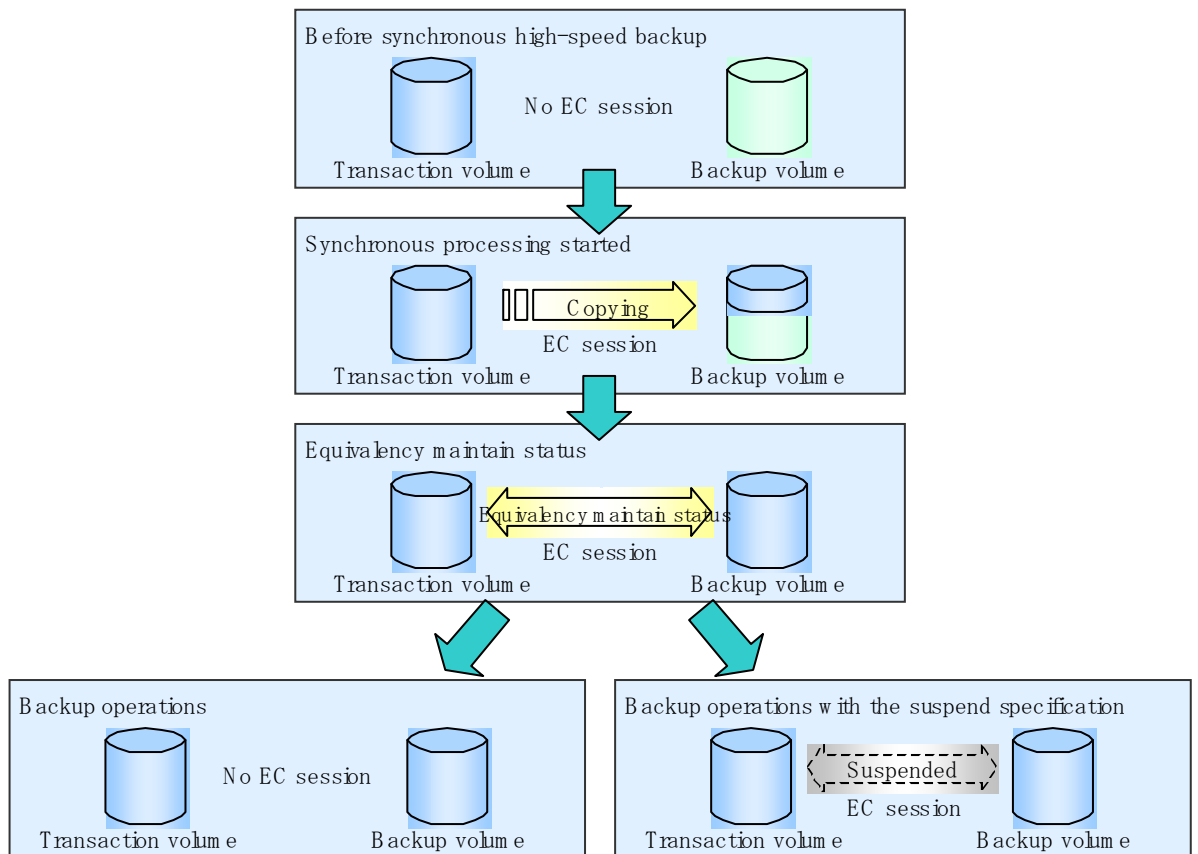 Before synchronous high-speed backup
No EC session
Transaction volume
Backup volume
Synchronous processing started
Copying
EC session
Transaction volume
Backup volume
Equivalency maintain status
Equivalency maintain status
EC session
Transaction volume
Backup volume
Backup operations
No EC session
Transaction volume
Backup volume
Backup operations with the suspend specification
Suspended
EC session
Transaction volume
Backup volume